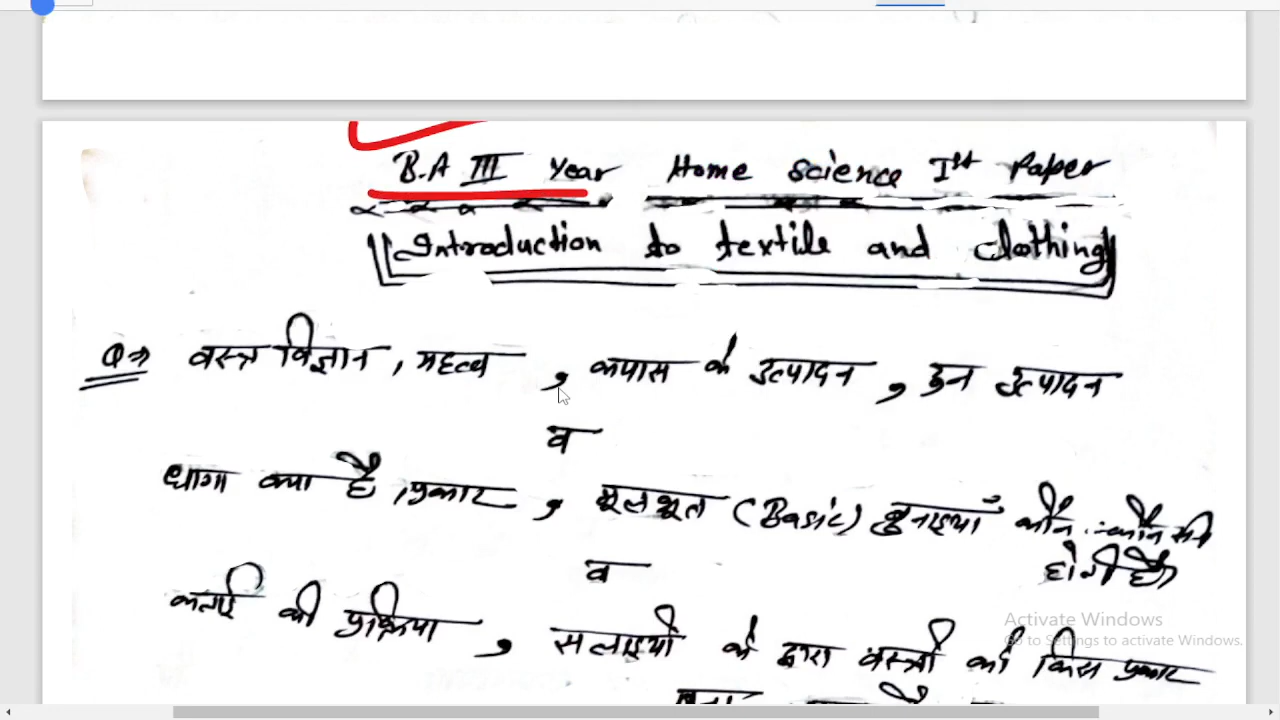 B.A III Year Home Science Ist Paper
Introduction to textile and clothing
Q⇒ वस्त्र विज्ञान, महत्व, कपास के उत्पादन, ऊन उत्पादन
व
धागा क्या है, प्रकार, मूलभूत (Basic) बुनाइयाँ कौन-कौन सी
होती है
व
कताई की प्रक्रिया, सलाइयों के द्वारा वस्त्रों को किस प्रकार
Activate Windows
Go to Settings to activate Windows.